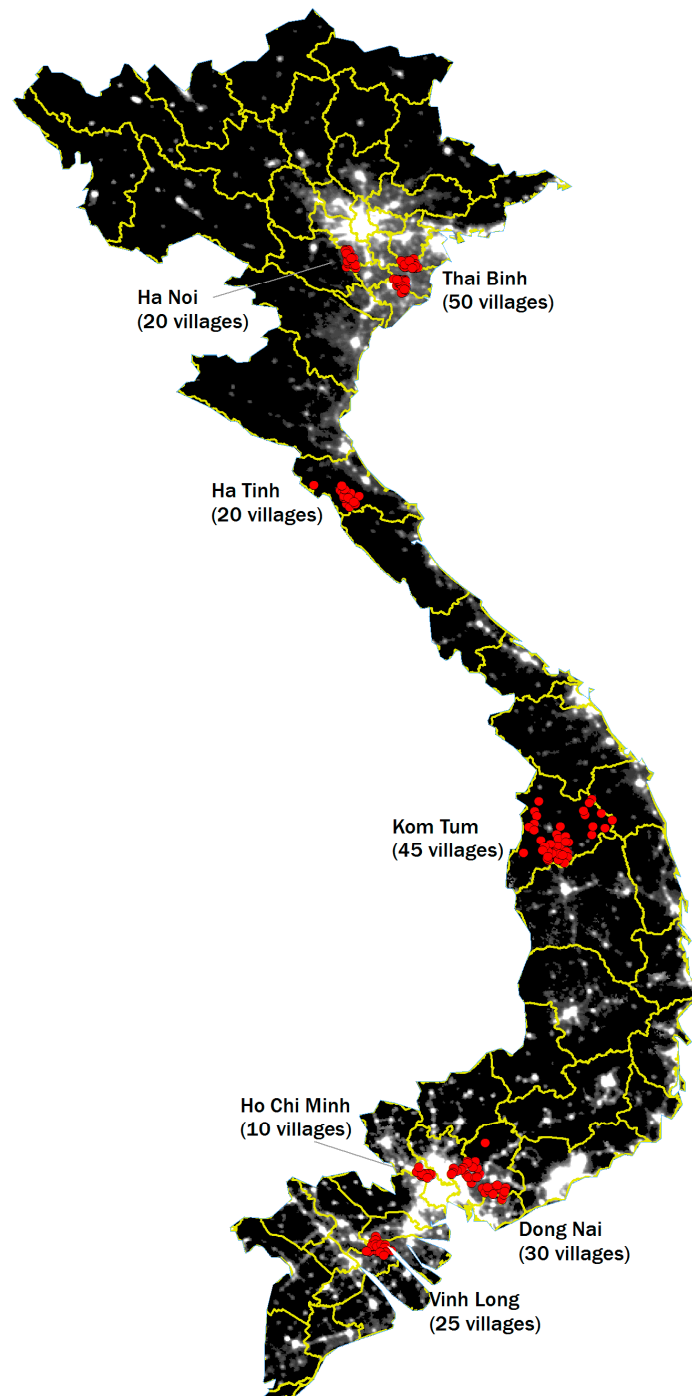 Ha Noi
(20 villages)
Thai Binh
(50 villages)
Ha Tinh
(20 villages)
Kom Tum
(45 villages)
Ho Chi Minh
(10 villages)
Dong Nai
(30 villages)
Vinh Long
(25 villages)